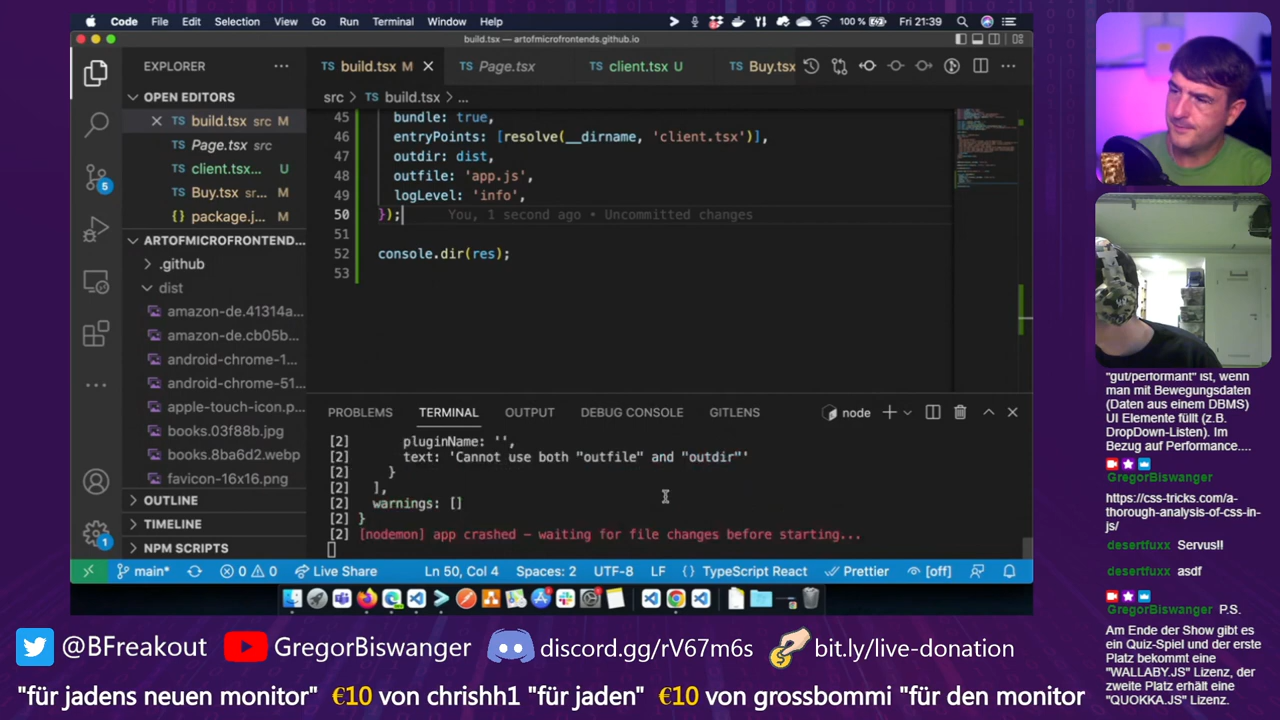 Code File Edit Selection View Go Run Terminal Window Help
100 % Fri 21:39
build.tsx — artofmicrofrontends.github.io
EXPLORER
TS build.tsx M
TS Page.tsx
TS client.tsx U
TS Buy.tsx
OPEN EDITORS
TS build.tsx src M
TS Page.tsx src
TS client.tsx... U
TS Buy.tsx sr... M
{} package.j... M
ARTOFMICROFRONTEND...
.github
dist
amazon-de.41314a...
amazon-de.cb05b...
android-chrome-1...
android-chrome-51...
apple-touch-icon.p...
books.03f88b.jpg
books.8ba6d2.webp
favicon-16x16.png
OUTLINE
TIMELINE
NPM SCRIPTS
5
1
src > TS build.tsx > ...
45 bundle: true,
46 entryPoints: [resolve(__dirname, 'client.tsx')],
47 outdir: dist,
48 outfile: 'app.js',
49 logLevel: 'info',
50 }); You, 1 second ago • Uncommitted changes
51
52 console.dir(res);
53
PROBLEMS TERMINAL OUTPUT DEBUG CONSOLE GITLENS
node
[2] pluginName: '',
[2] text: 'Cannot use both "outfile" and "outdir"'
[2] }
[2] ],
[2] warnings: []
[2] }
[2] [nodemon] app crashed - waiting for file changes before starting...
main* 0 0 Live Share Ln 50, Col 4 Spaces: 2 UTF-8 LF {} TypeScript React Prettier [off]
"gut/performant" ist, wenn
man mit Bewegungsdaten
(Daten aus einem DBMS)
UI Elemente füllt (z.B.
DropDown-Listen). Im
Bezug auf Performance....
GregorBiswanger
https://css-tricks.com/a-
thorough-analysis-of-css-in-
js/
desertfuxx Servus!!
desertfuxx asdf
GregorBiswanger P.S.
Am Ende der Show gibt es
ein Quiz-Spiel und der erste
Platz bekommt eine
"WALLABY.JS" Lizenz, der
zweite Platz erhält eine
"QUOKKA.JS" Lizenz.
@BFreakout GregorBiswanger discord.gg/rV67m6s bit.ly/live-donation
"für jadens neuen monitor" €10 von chrishh1 "für jaden" €10 von grossbommi "für den monitor